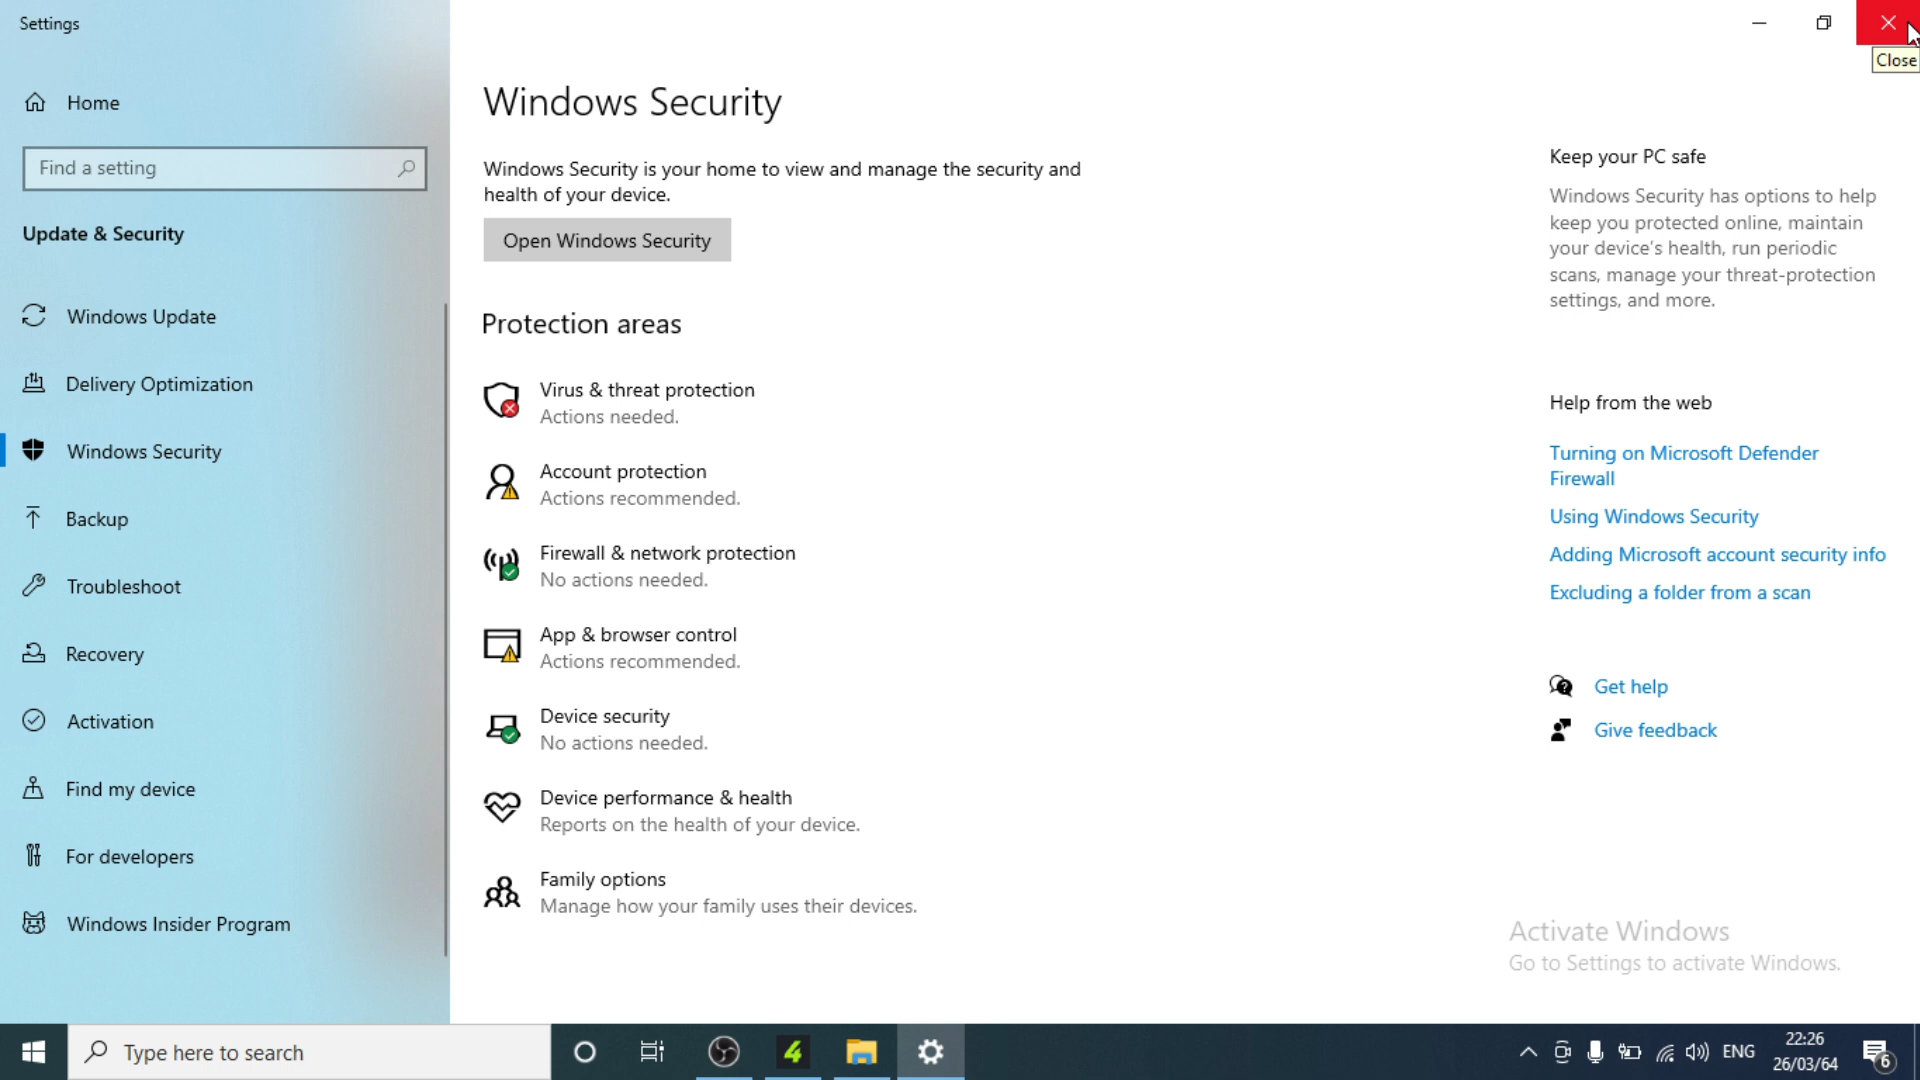 Settings
Close
Home
Find a setting
Update & Security
Windows Update
Delivery Optimization
Windows Security
Backup
Troubleshoot
Recovery
Activation
Find my device
For developers
Windows Insider Program
Windows Security
Windows Security is your home to view and manage the security and
health of your device.
Open Windows Security
Protection areas
Virus & threat protection
Actions needed.
Account protection
Actions recommended.
Firewall & network protection
No actions needed.
App & browser control
Actions recommended.
Device security
No actions needed.
Device performance & health
Reports on the health of your device.
Family options
Manage how your family uses their devices.
Keep your PC safe
Windows Security has options to help
keep you protected online, maintain
your device's health, run periodic
scans, manage your threat-protection
settings, and more.
Help from the web
Turning on Microsoft Defender
Firewall
Using Windows Security
Adding Microsoft account security info
Excluding a folder from a scan
Get help
Give feedback
Activate Windows
Go to Settings to activate Windows.
Type here to search
4
ENG
22:26
26/03/64
6